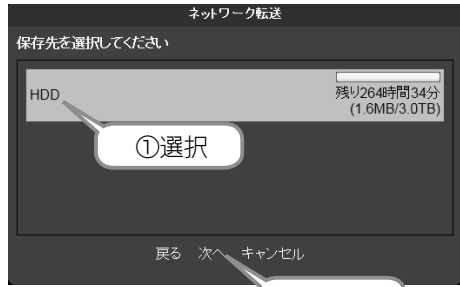 ネットワーク転送
保存先を選択してください
HDD
残り264時間34分
(1.6MB/3.0TB)
①選択
戻る 次へ キャンセル